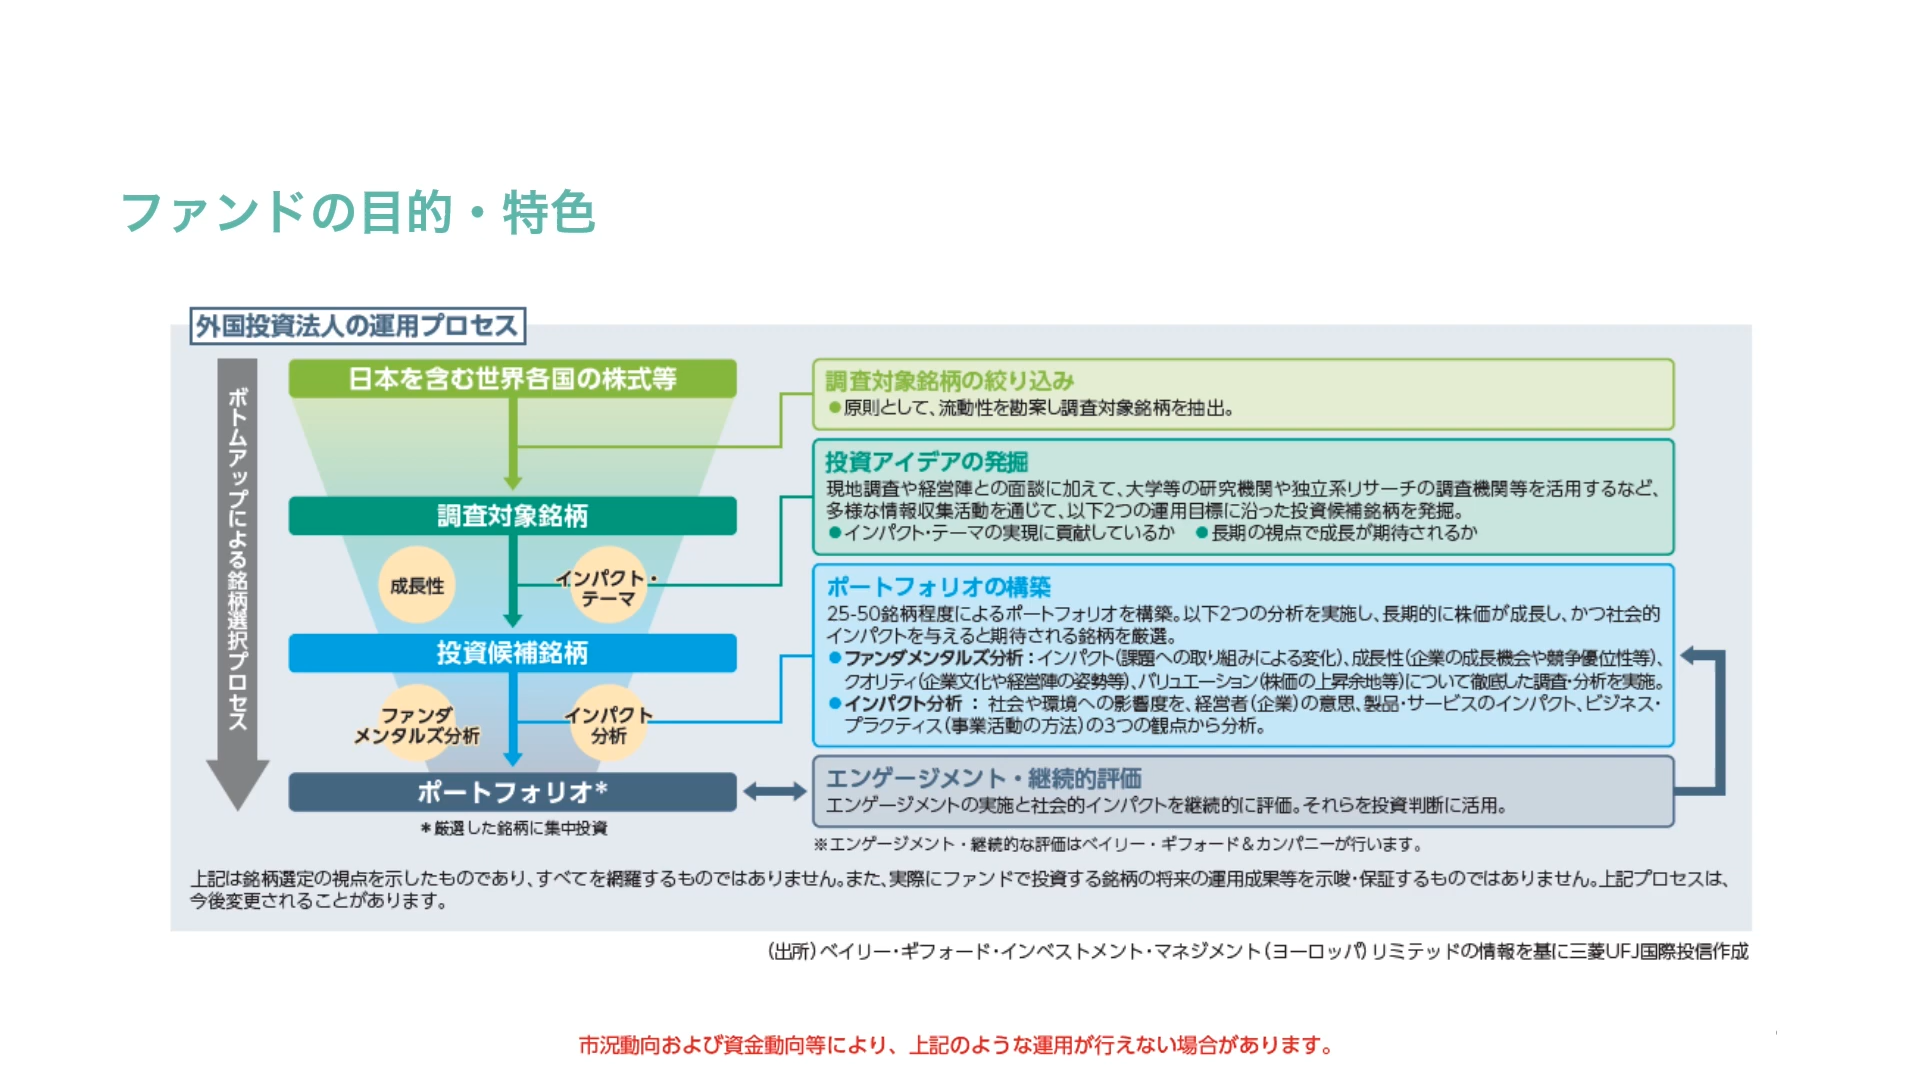 ファンドの目的・特色
外国投資法人の運用プロセス
ボトムアップによる銘柄選択プロセス
日本を含む世界各国の株式等
調査対象銘柄
成長性
インパクト・
テーマ
投資候補銘柄
ファンダ
メンタルズ分析
インパクト
分析
ポートフォリオ*
*厳選した銘柄に集中投資
調査対象銘柄の絞り込み
●原則として、流動性を勘案し調査対象銘柄を抽出。
投資アイデアの発掘
現地調査や経営陣との面談に加えて、大学等の研究機関や独立系リサーチの調査機関等を活用するなど、
多様な情報収集活動を通じて、以下2つの運用目標に沿った投資候補銘柄を発掘。
●インパクト・テーマの実現に貢献しているか ●長期の視点で成長が期待されるか
ポートフォリオの構築
25-50銘柄程度によるポートフォリオを構築。以下2つの分析を実施し、長期的に株価が成長し、かつ社会的
インパクトを与えると期待される銘柄を厳選。
●ファンダメンタルズ分析：インパクト(課題への取り組みによる変化)、成長性(企業の成長機会や競争優位性等)、
クオリティ(企業文化や経営陣の姿勢等)、バリュエーション(株価の上昇余地等)について徹底した調査・分析を実施。
●インパクト分析 ： 社会や環境への影響度を、経営者(企業)の意思、製品・サービスのインパクト、ビジネス・
プラクティス(事業活動の方法)の3つの観点から分析。
エンゲージメント・継続的評価
エンゲージメントの実施と社会的インパクトを継続的に評価。それらを投資判断に活用。
※エンゲージメント・継続的な評価はベイリー・ギフォード＆カンパニーが行います。
上記は銘柄選定の視点を示したものであり、すべてを網羅するものではありません。また、実際にファンドで投資する銘柄の将来の運用成果等を示唆・保証するものではありません。上記プロセスは、
今後変更されることがあります。
(出所)ベイリー・ギフォード・インベストメント・マネジメント(ヨーロッパ)リミテッドの情報を基に三菱UFJ国際投信作成
市況動向および資金動向等により、上記のような運用が行えない場合があります。